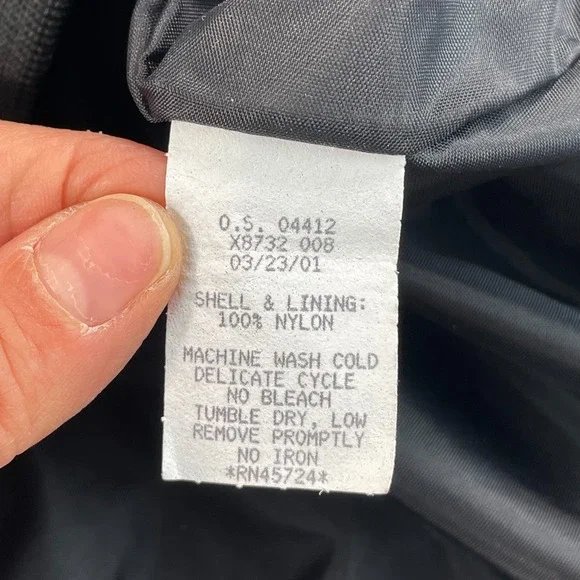 O.S. 04412
X8732 008
03/23/01
SHELL & LINING:
100% NYLON
MACHINE WASH COLD
DELICATE CYCLE
NO BLEACH
TUMBLE DRY, LOW
REMOVE PROMPTLY
NO IRON
*RN45724*